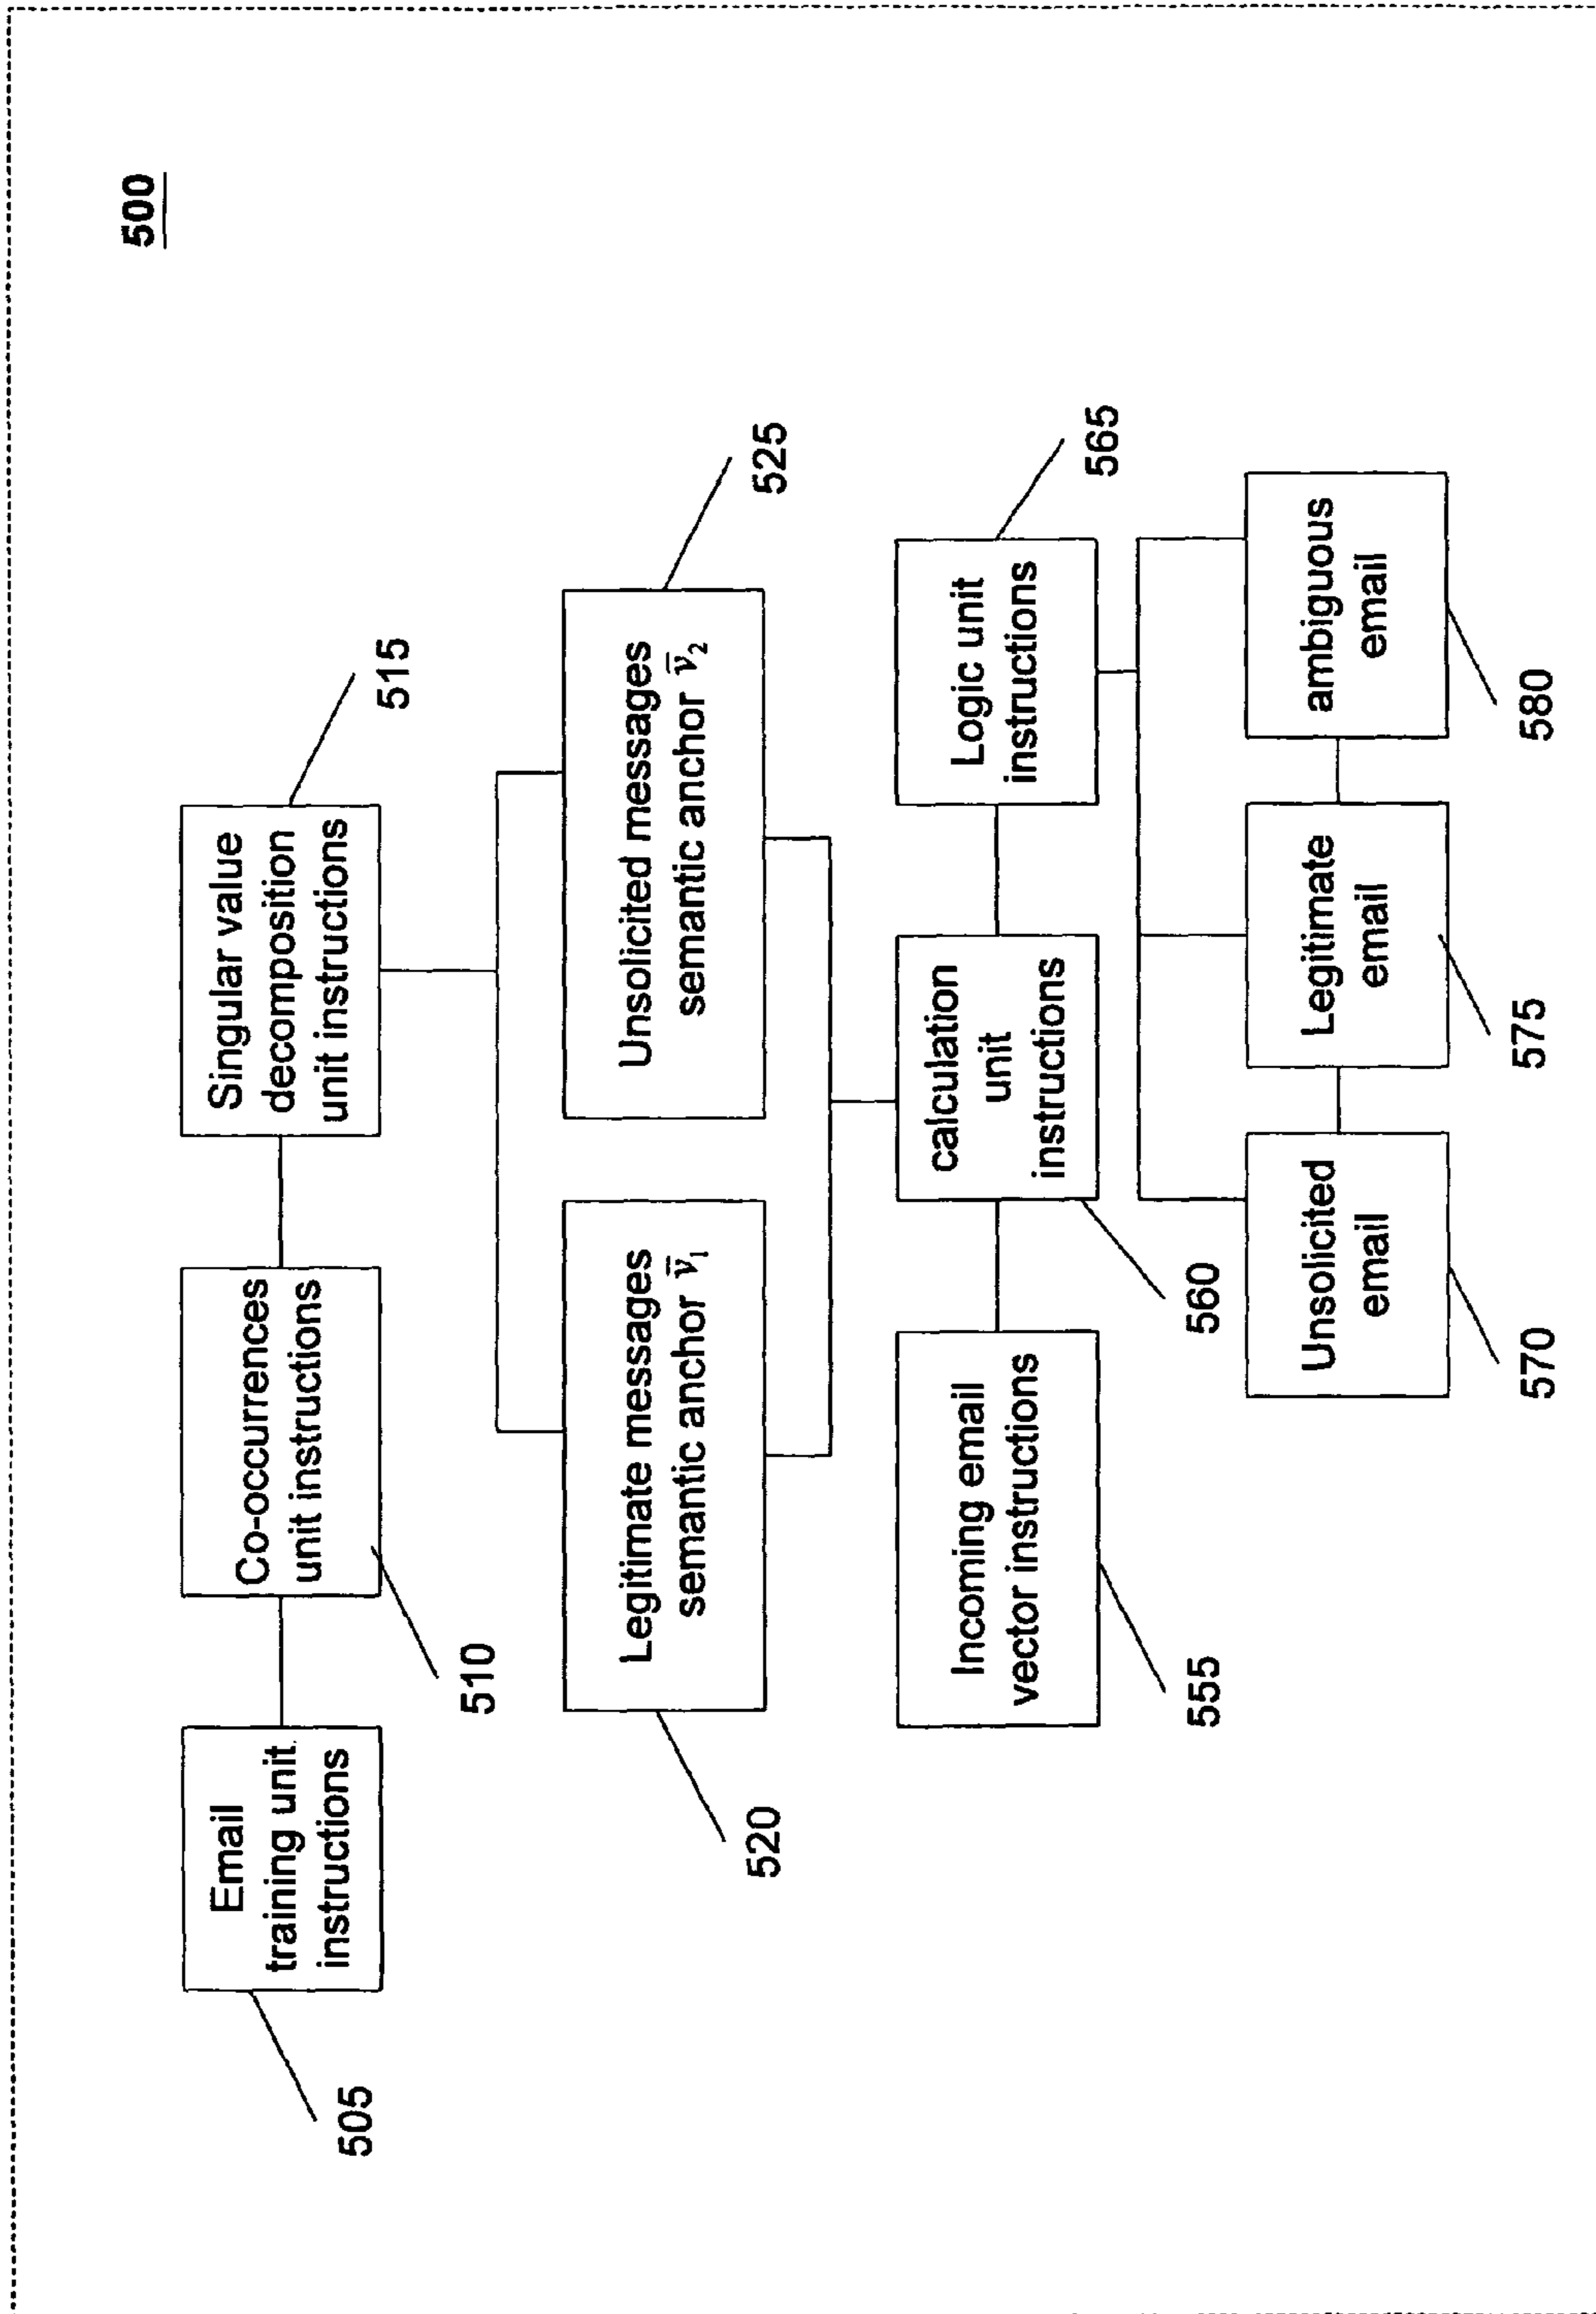 500
Email
training unit
instructions
505
Co-occurrences
unit instructions
510
Singular value
decomposition
unit instructions
515
Legitimate messages
semantic anchor v̄₁
520
Unsolicited messages
semantic anchor v̄₂
525
Incoming email
vector instructions
555
calculation
unit
instructions
560
Logic unit
instructions
565
Unsolicited
email
570
Legitimate
email
575
ambiguous
email
580